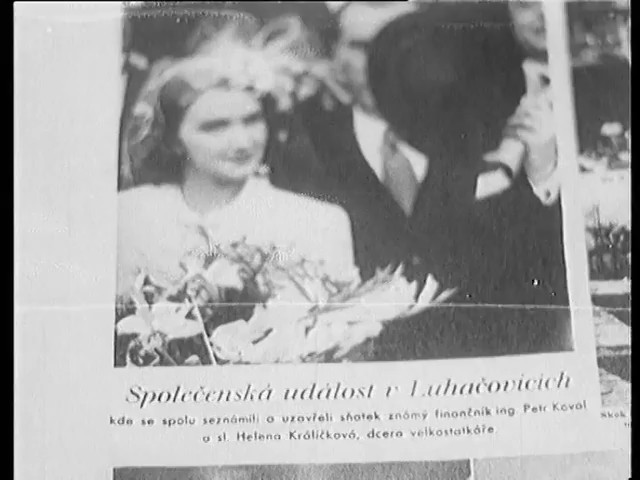 Společenská událost v Luhačovicích
kde se spolu seznámili a uzavřeli sňatek známý finančník ing. Petr Koval
a sl. Helena Králíčková, dcera velkostatkáře.